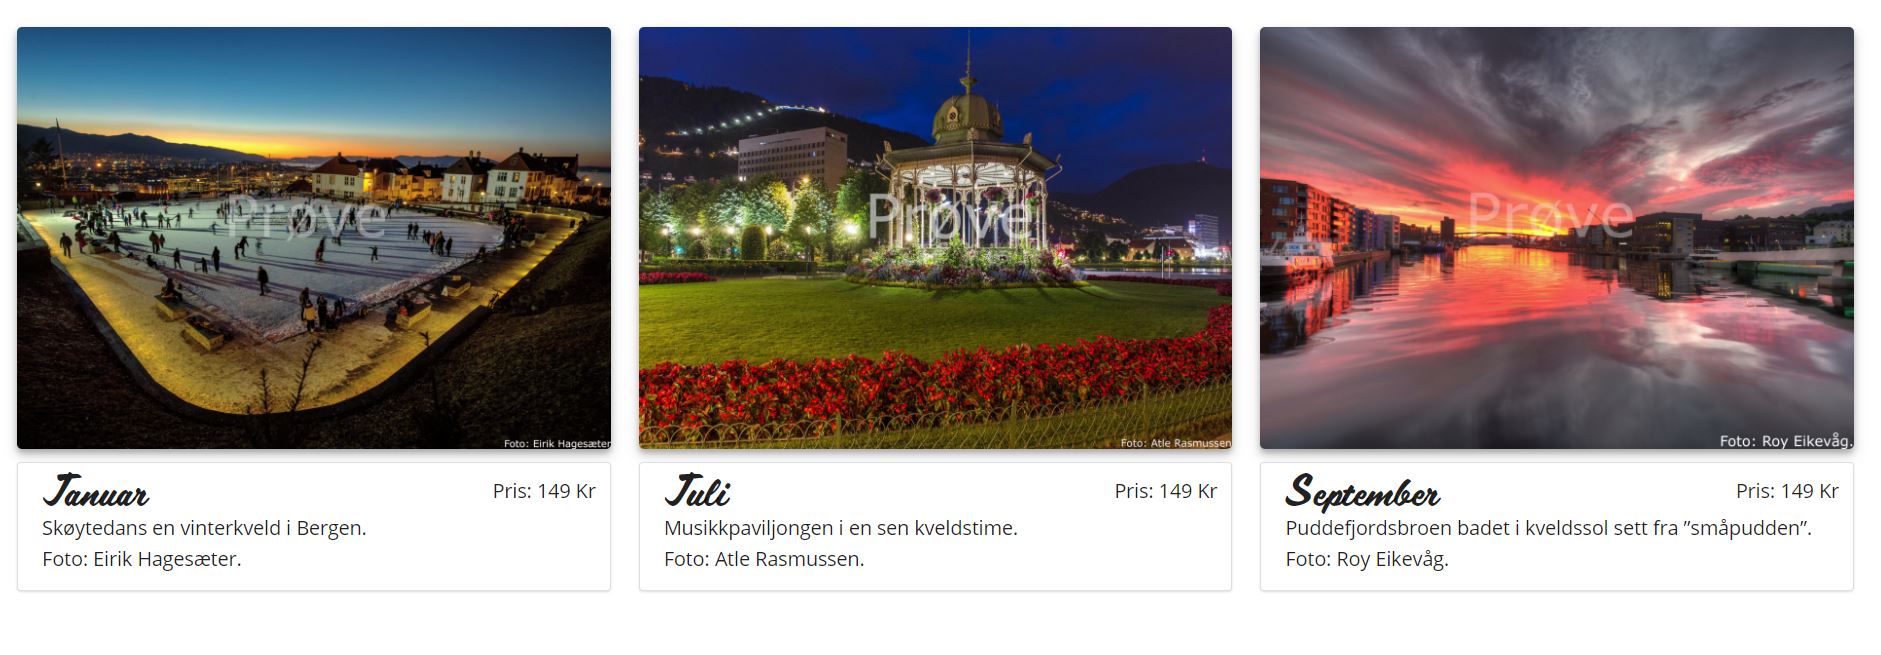 Prøve
Foto: Eirik Hagesæter
Prøve
Foto: Atle Rasmussen
Prøve
Foto: Roy Eikevåg.
Januar
Pris: 149 Kr
Skøytedans en vinterkveld i Bergen.
Foto: Eirik Hagesæter.
Juli
Pris: 149 Kr
Musikkpaviljongen i en sen kveldstime.
Foto: Atle Rasmussen.
September
Pris: 149 Kr
Puddefjordsbroen badet i kveldssol sett fra ”småpudden”.
Foto: Roy Eikevåg.